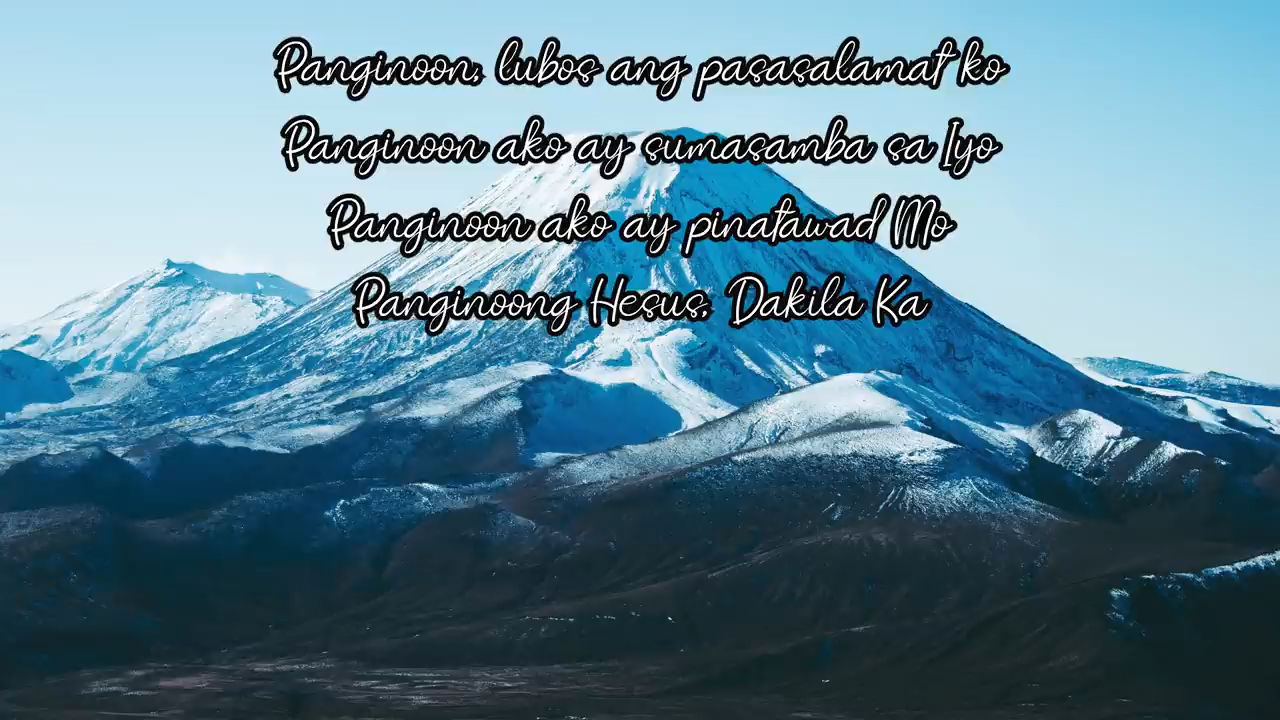 Panginoon, lubos ang pasasalamat ko
Panginoon ako ay sumasamba sa Iyo
Panginoon ako ay pinatawad Mo
Panginoong Hesus, Dakila Ka